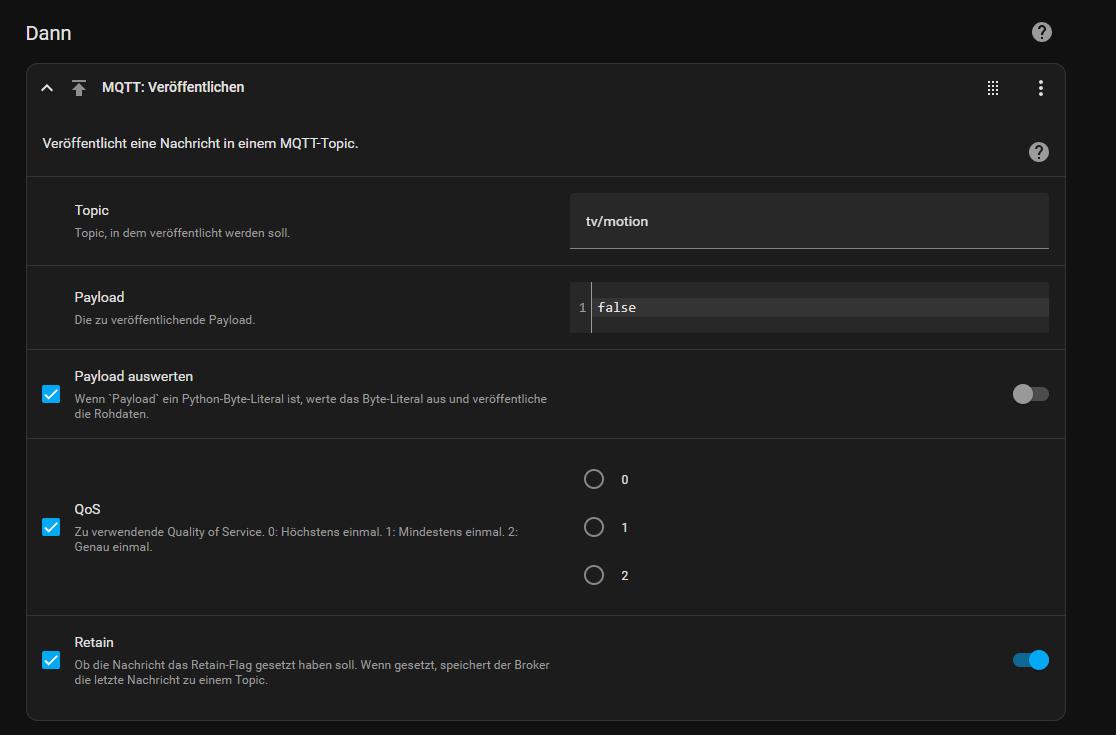 Dann
MQTT: Veröffentlichen
Veröffentlicht eine Nachricht in einem MQTT-Topic.
Topic
Topic, in dem veröffentlicht werden soll.
tv/motion
Payload
Die zu veröffentlichende Payload.
1 false
Payload auswerten
Wenn `Payload` ein Python-Byte-Literal ist, werte das Byte-Literal aus und veröffentliche
die Rohdaten.
QoS
Zu verwendende Quality of Service. 0: Höchstens einmal. 1: Mindestens einmal. 2:
Genau einmal.
0
1
2
Retain
Ob die Nachricht das Retain-Flag gesetzt haben soll. Wenn gesetzt, speichert der Broker
die letzte Nachricht zu einem Topic.